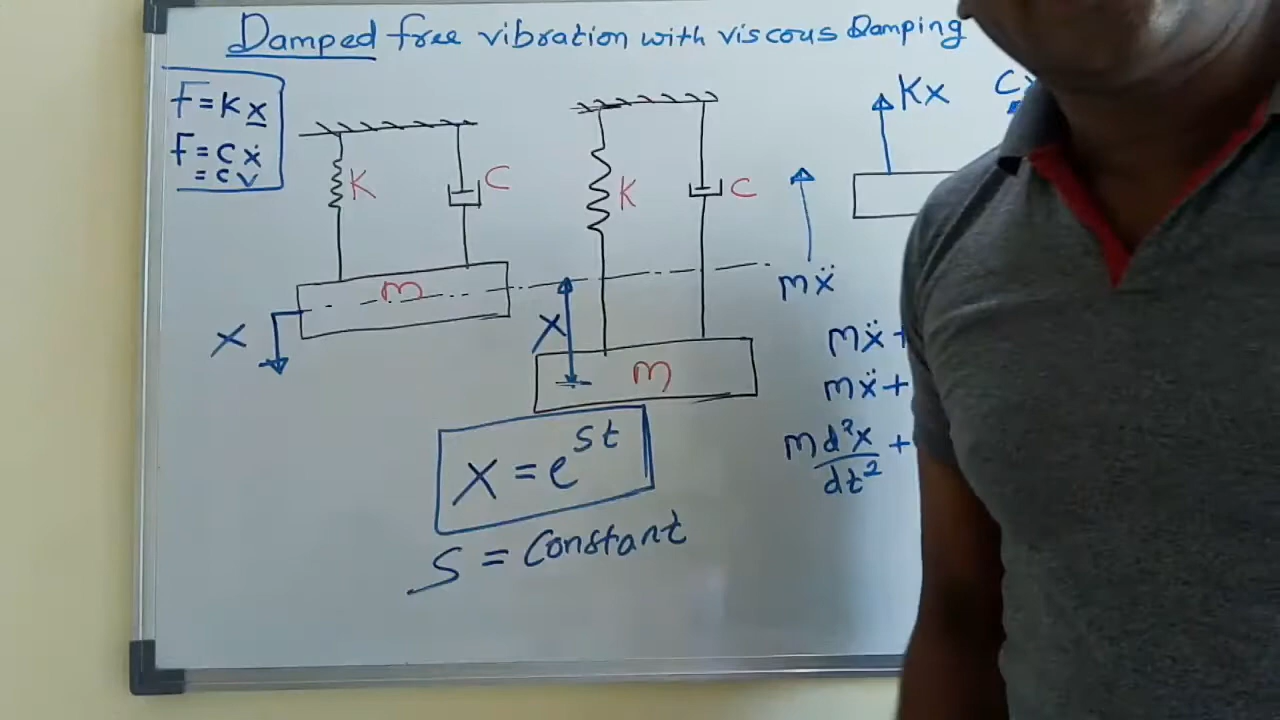 Damped free vibration with viscous Damping
F = K x
F = C ẋ
= C v
K
C
m
x
K
C
x
m
Kx
C
mẍ
mẍ +
mẍ +
m d²x/dt² +
x = e^st
S = Constant